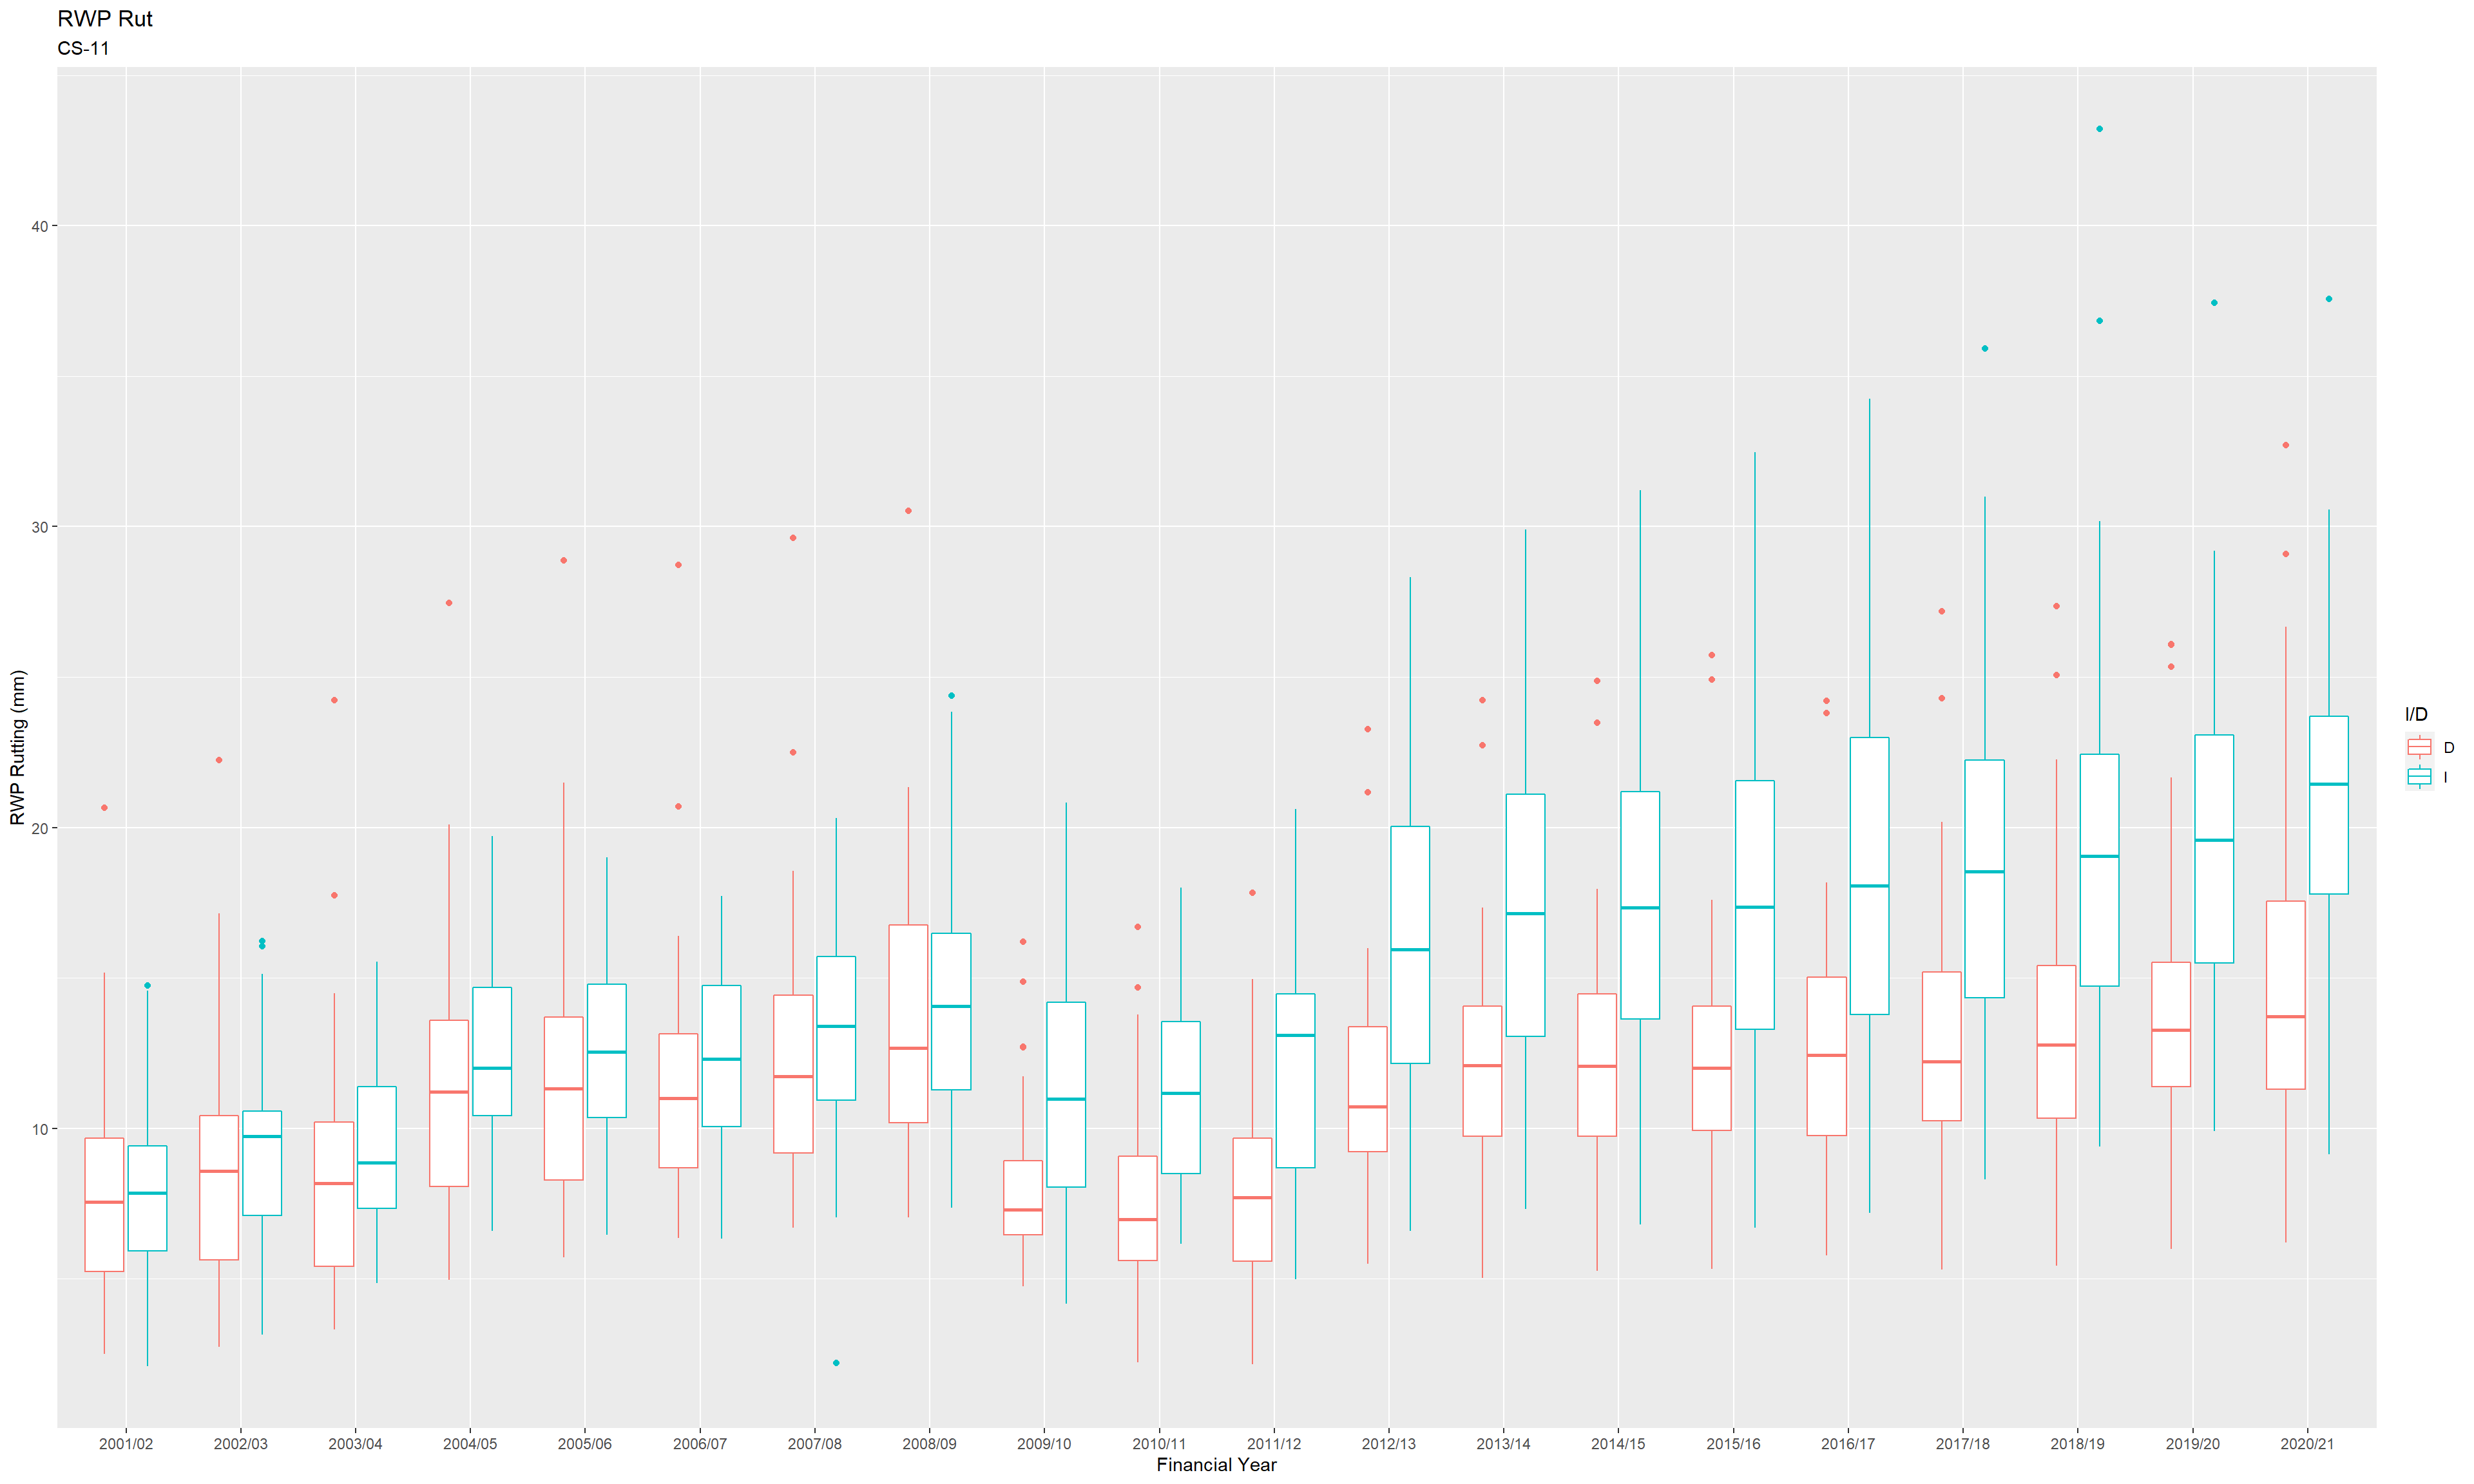 RWP Rut
CS-11
RWP Rutting (mm)
40
30
20
10
2001/02 2002/03 2003/04 2004/05 2005/06 2006/07 2007/08 2008/09 2009/10 2010/11 2011/12 2012/13 2013/14 2014/15 2015/16 2016/17 2017/18 2018/19 2019/20 2020/21
Financial Year
I/D
D
I